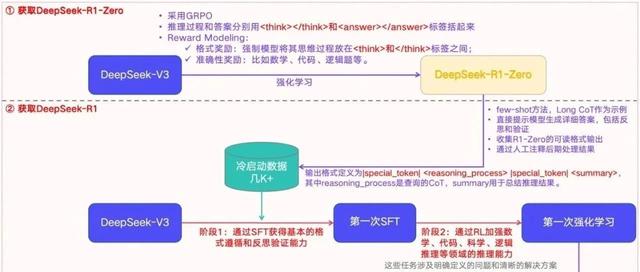 ① 获取DeepSeek-R1-Zero
• 采用GRPO
• 推理过程和答案分别用<think></think>和<answer></answer>标签括起来
• Reward Modeling:
✓ 格式奖励：强制模型将其思维过程放在<think>和</think>标签之间；
✓ 准确性奖励：比如数学、代码、逻辑题等。
DeepSeek-V3
强化学习
DeepSeek-R1-Zero
② 获取DeepSeek-R1
• few-shot方法，Long CoT作为示例
• 直接提示模型生成详细答案，包括反思和验证
• 收集R1-Zero的可读格式输出
• 通过人工注释后期处理结果
冷启动数据
几K+
输出格式定义为|special_token| <reasoning_process> |special_token| <summary>,
其中reasoning_process是查询的CoT，summary用于总结推理结果。
DeepSeek-V3
阶段1：通过SFT获得基本的格
式遵循和反思验证能力
第一次SFT
阶段2：通过RL加强数
学、代码、科学、逻辑
推理等领域的推理能力
第一次强化学习
这些任务涉及明确定义的问题和清晰的解决方案